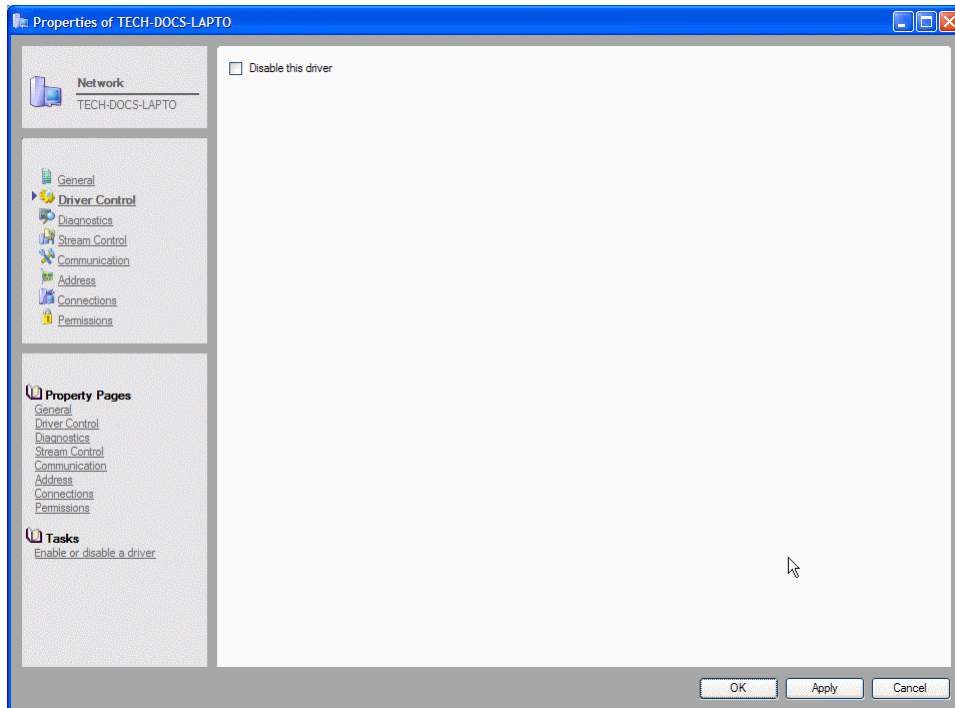 Properties of TECH-DOCS-LAPTO
Network
TECH-DOCS-LAPTO
General
Driver Control
Diagnostics
Stream Control
Communication
Address
Connections
Permissions
Property Pages
General
Driver Control
Diagnostics
Stream Control
Communication
Address
Connections
Permissions
Tasks
Enable or disable a driver
Disable this driver
OK Apply Cancel